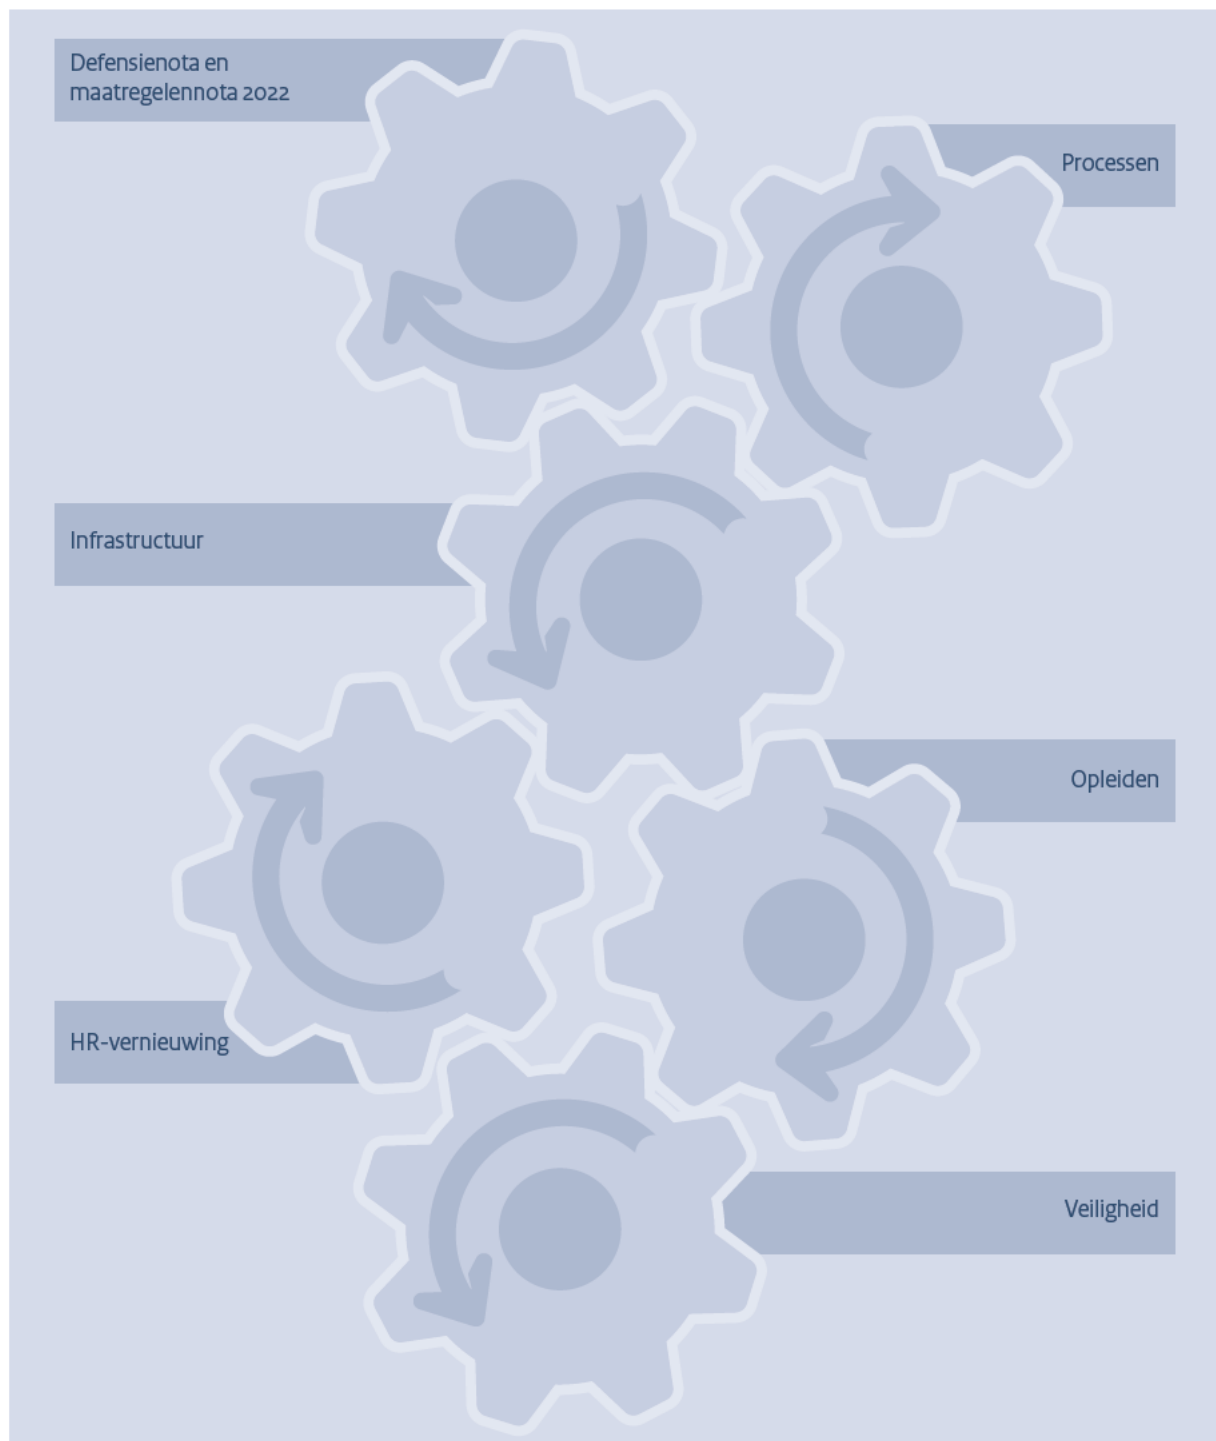 Defensienota en
maatregelennota 2022
Processen
Infrastructuur
Opleiden
HR-vernieuwing
Veiligheid